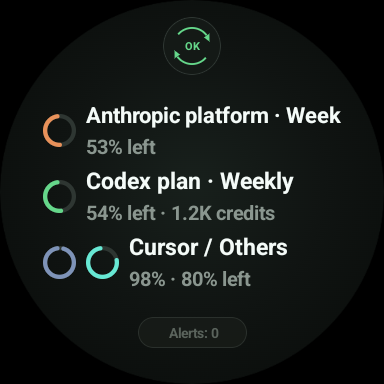 OK
Anthropic platform · Week
53% left
Codex plan · Weekly
54% left · 1.2K credits
Cursor / Others
98% · 80% left
Alerts: 0